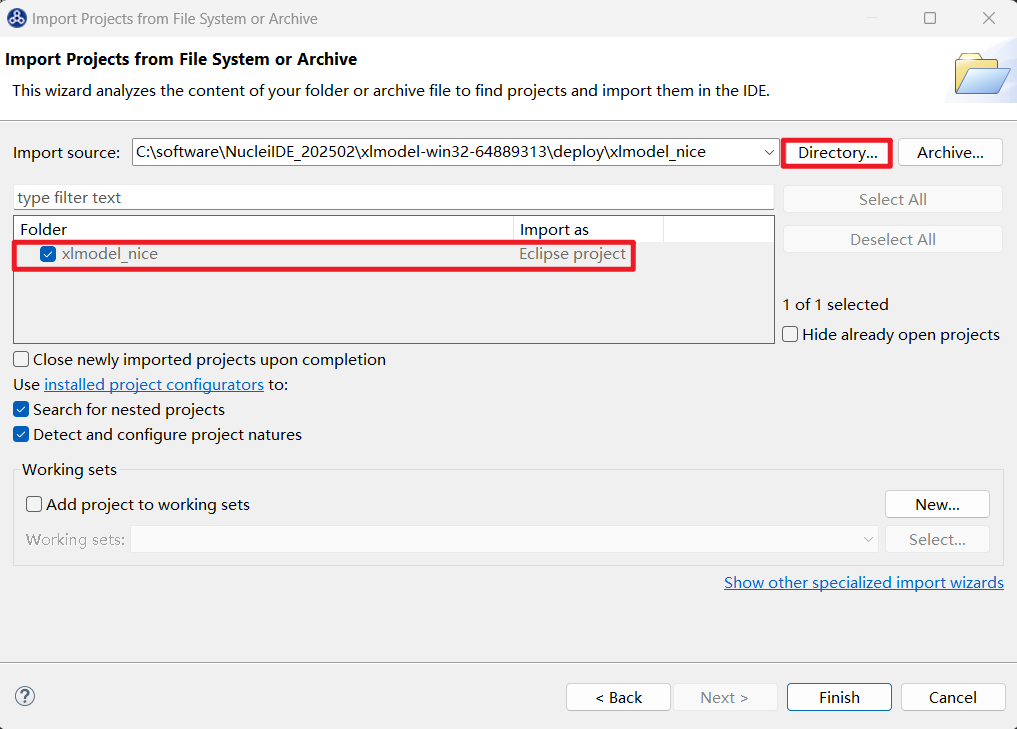 Import Projects from File System or Archive
Import Projects from File System or Archive
This wizard analyzes the content of your folder or archive file to find projects and import them in the IDE.
Import source: C:\software\NucleiIDE_202502\xlmodel-win32-64889313\deploy\xlmodel_nice Directory... Archive...
type filter text Select All
Folder Import as
Deselect All
xlmodel_nice Eclipse project
1 of 1 selected
Hide already open projects
Close newly imported projects upon completion
Use installed project configurators to:
Search for nested projects
Detect and configure project natures
Working sets
Add project to working sets New...
Working sets: Select...
Show other specialized import wizards
? < Back Next > Finish Cancel